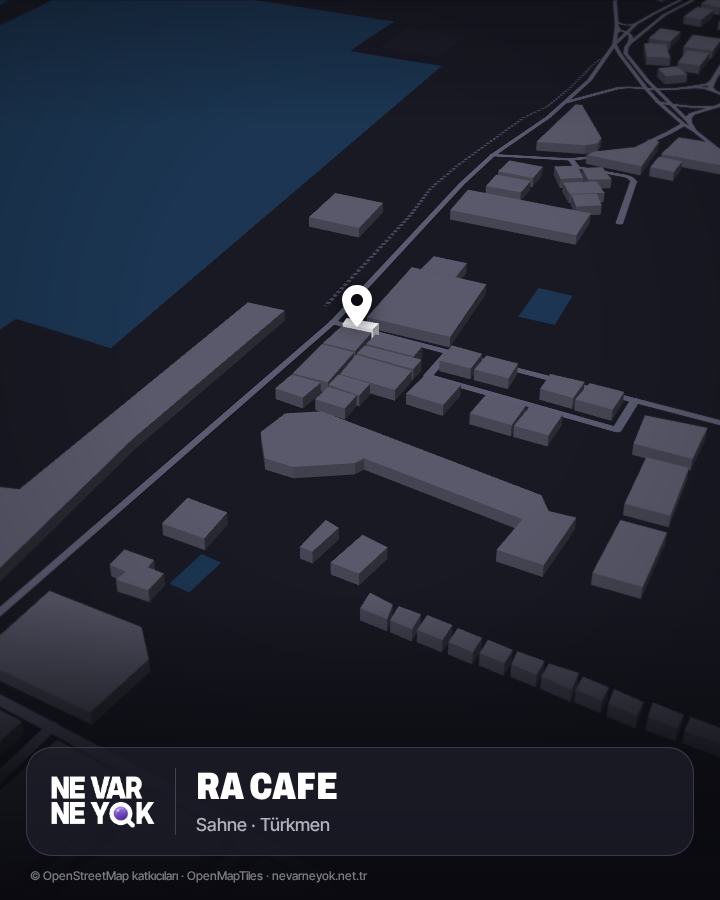 NE VAR
NE YOK
RA CAFE
Sahne · Türkmen
© OpenStreetMap katkıcıları · OpenMapTiles · nevarneyok.net.tr